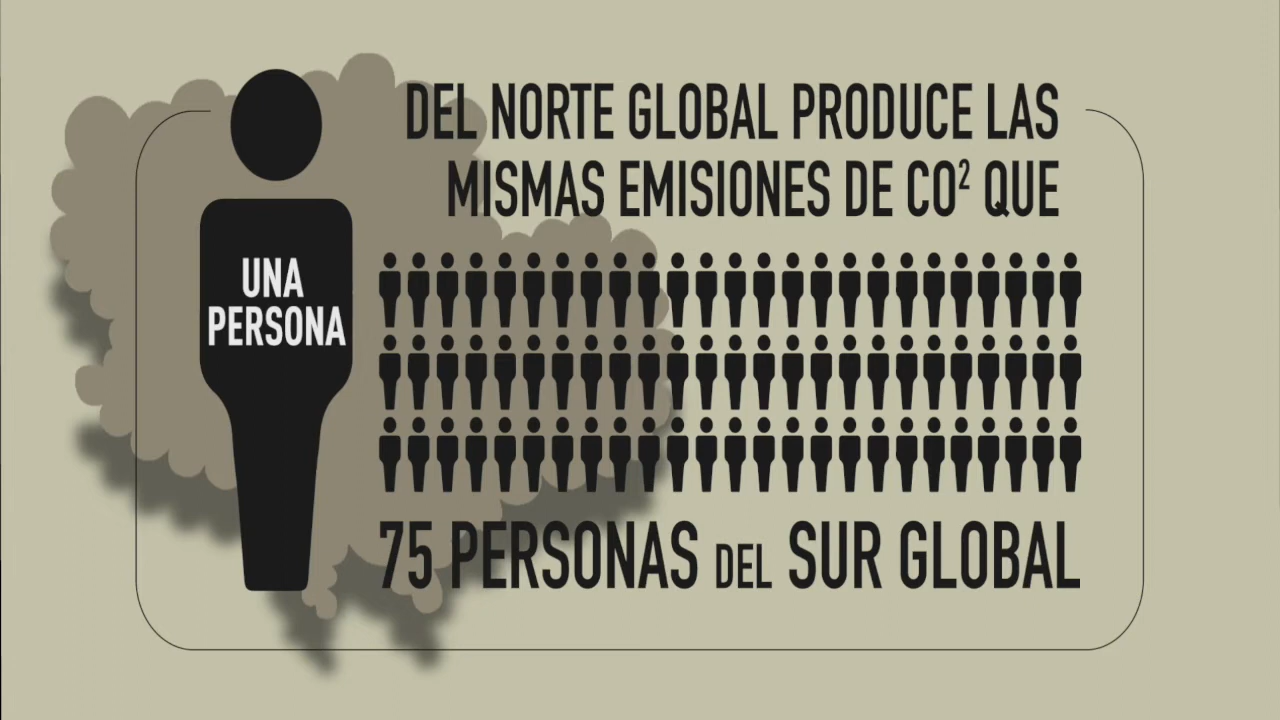 UNA
PERSONA
DEL NORTE GLOBAL PRODUCE LAS
MISMAS EMISIONES DE CO² QUE
75 PERSONAS DEL SUR GLOBAL